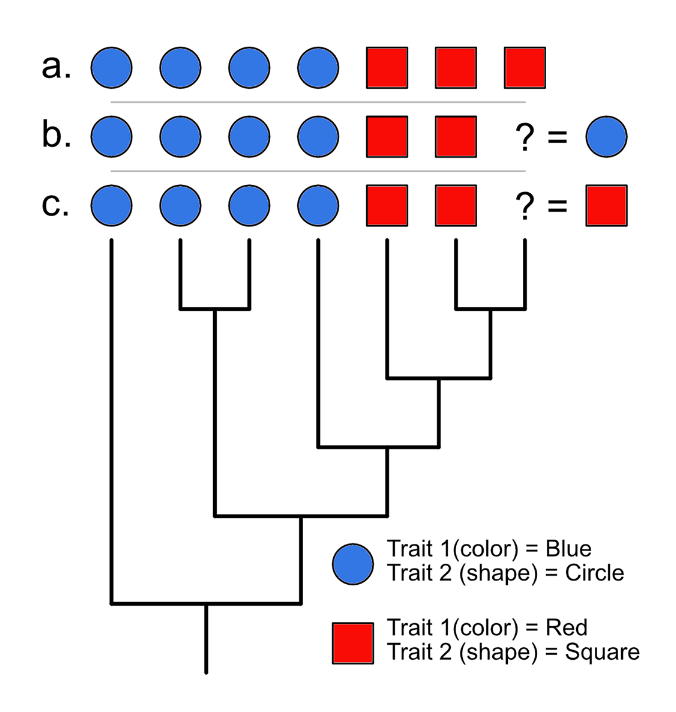 a.
b. ? =
c. ? =
Trait 1(color) = Blue
Trait 2 (shape) = Circle
Trait 1(color) = Red
Trait 2 (shape) = Square